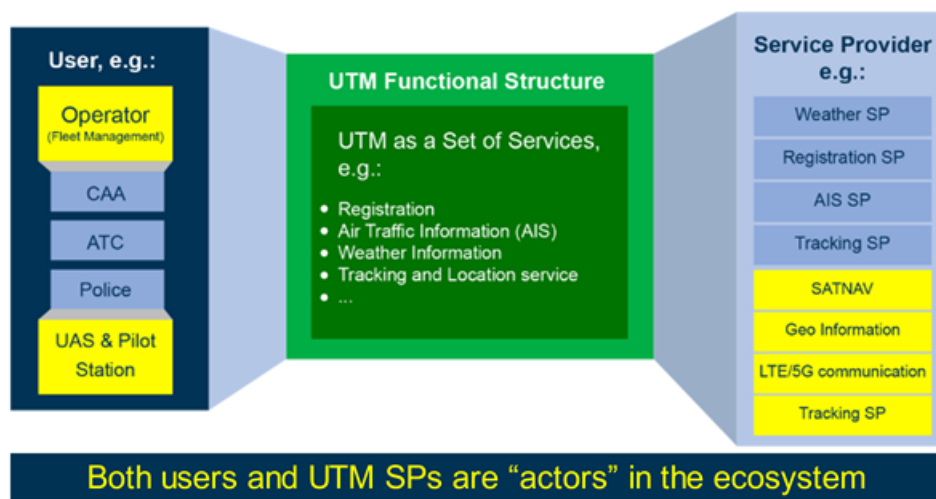 User, e.g.:
Operator
(Fleet Management)
CAA
ATC
Police
UAS & Pilot
Station
UTM Functional Structure
UTM as a Set of Services,
e.g.:
• Registration
• Air Traffic Information (AIS)
• Weather Information
• Tracking and Location service
• ...
Service Provider
e.g.:
Weather SP
Registration SP
AIS SP
Tracking SP
SATNAV
Geo Information
LTE/5G communication
Tracking SP
Both users and UTM SPs are “actors” in the ecosystem